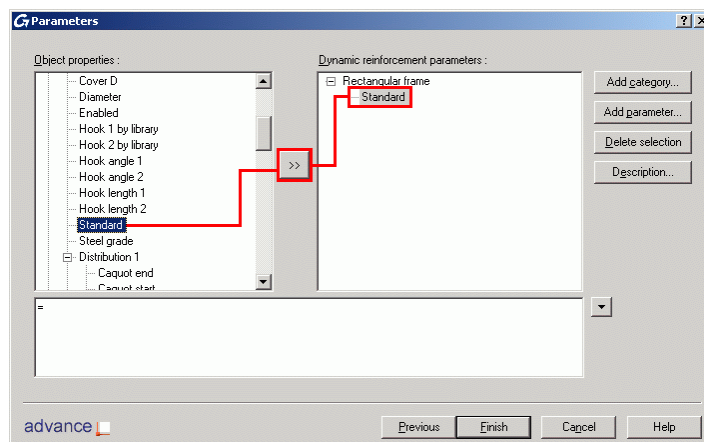 Parameters
Object properties :
Dynamic reinforcement parameters :
Cover D
Diameter
Enabled
Hook 1 by library
Hook 2 by library
Hook angle 1
Hook angle 2
Hook length 1
Hook length 2
Standard
Steel grade
Distribution 1
Caquot end
Caquot start
>>
Rectangular frame
Standard
Add category...
Add parameter...
Delete selection
Description...
=
advance
Previous
Finish
Cancel
Help